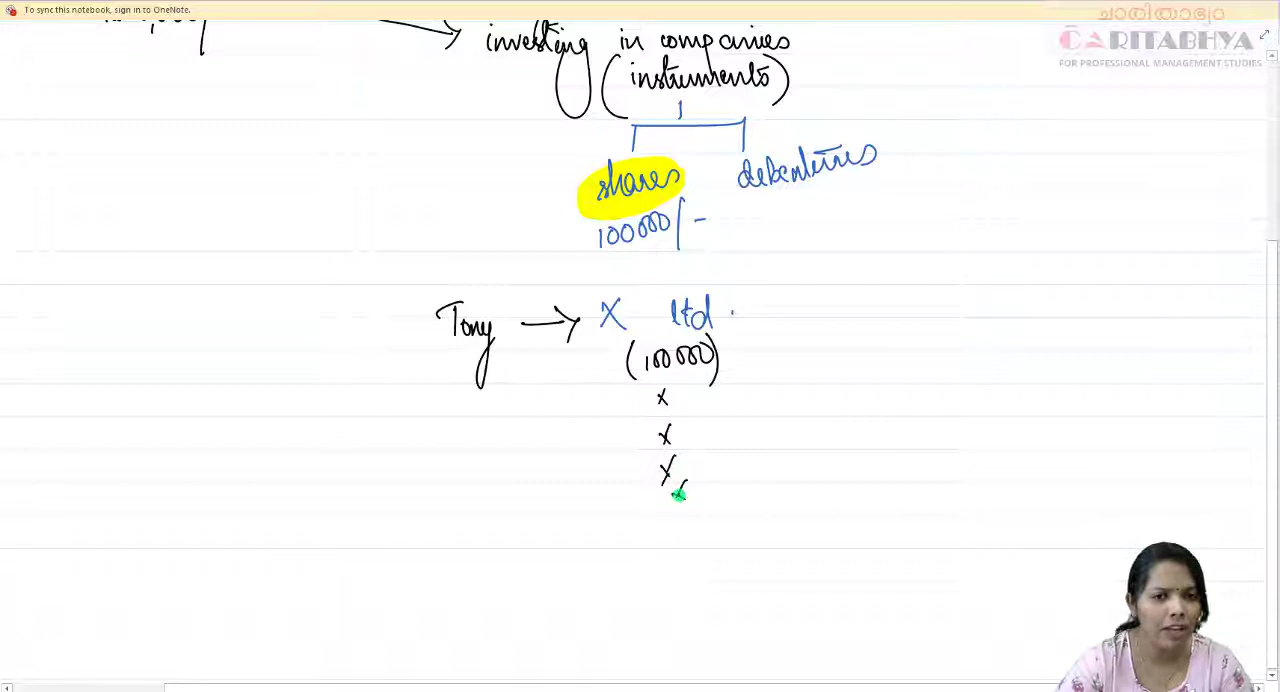 To sync this notebook, sign in to OneNote.
ചാരിതാഭ്യം
CARITABHYA
FOR PROFESSIONAL MANAGEMENT STUDIES
investing in companies
(instruments)
shares debentures
100000/-
Tony → X ltd.
(100000)
x
x
x
x